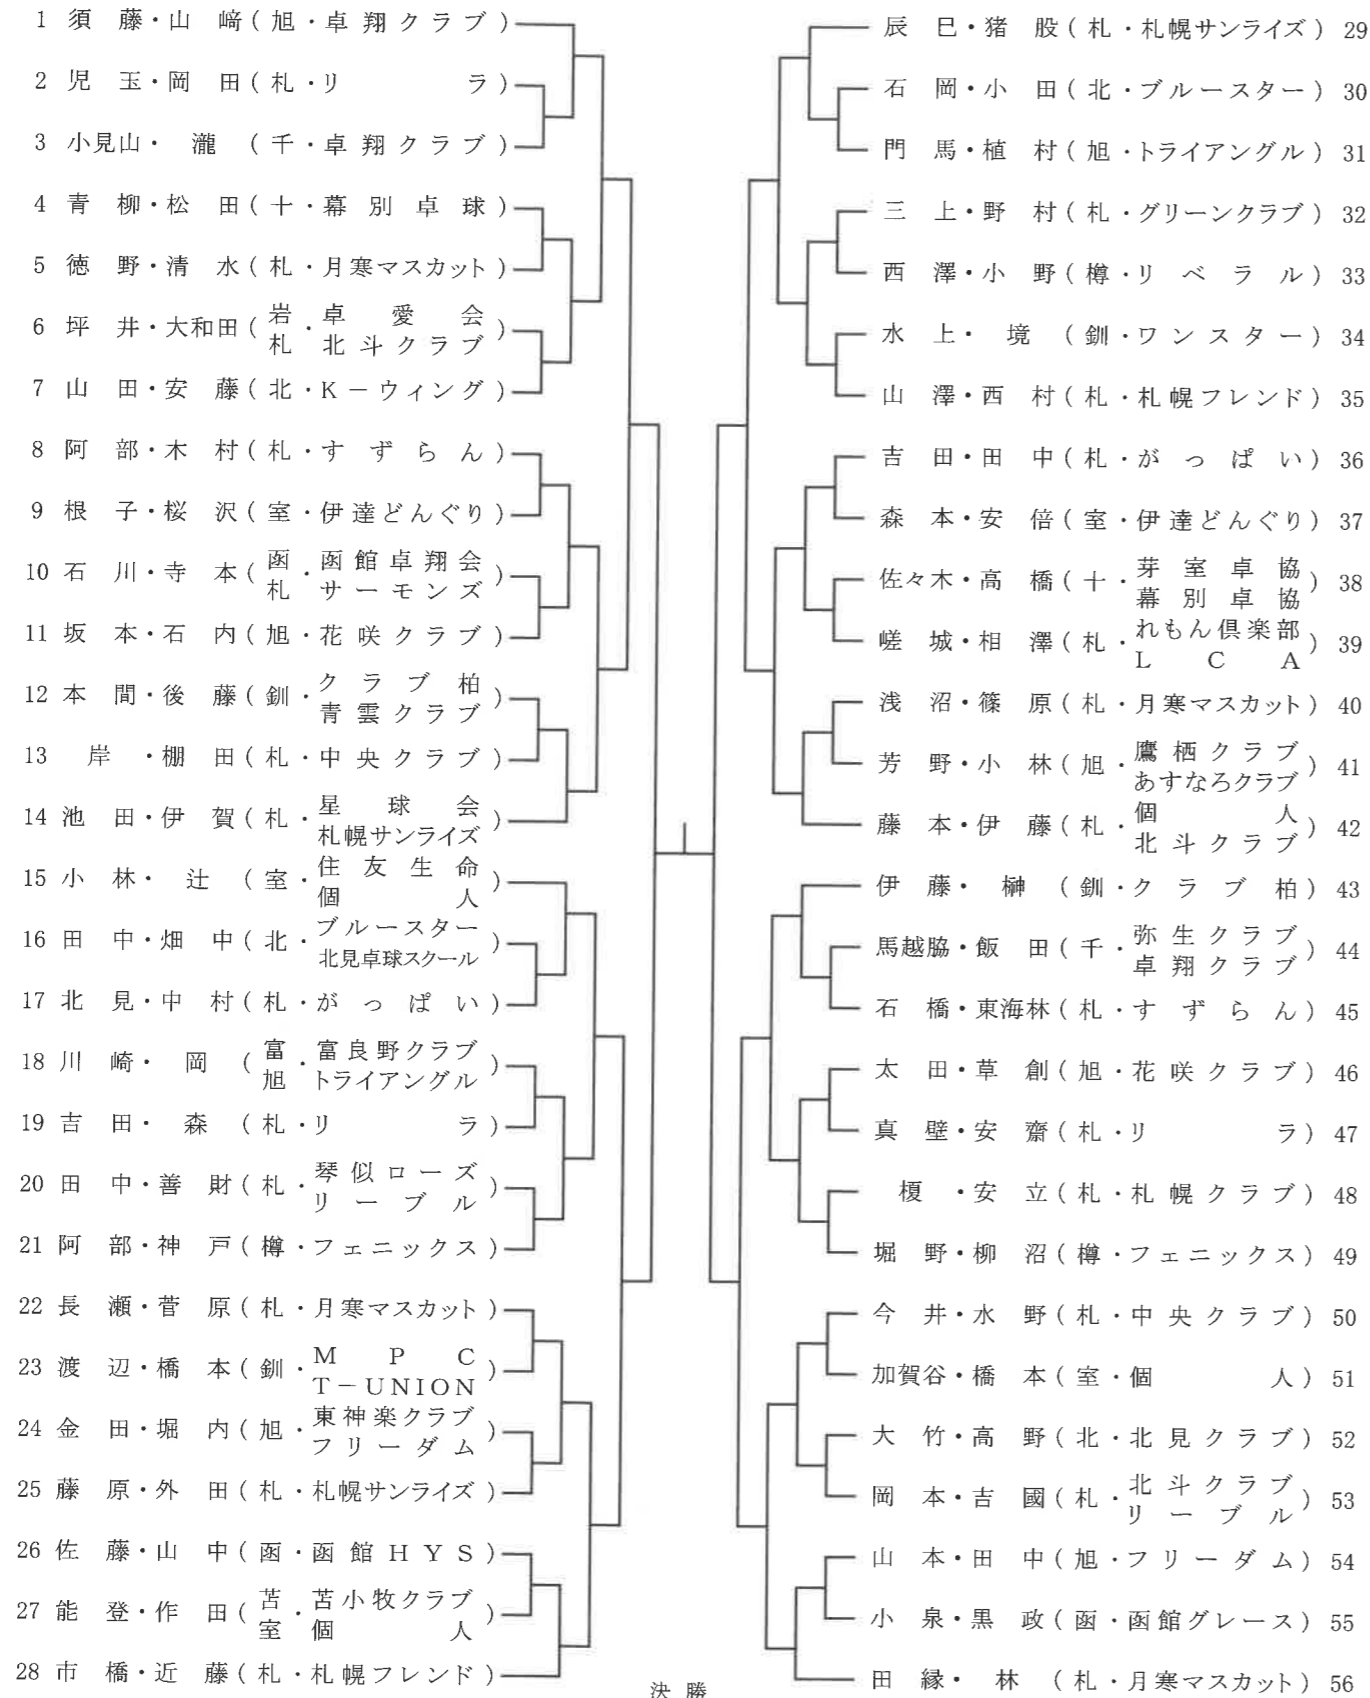 1 須藤・山﨑(旭・卓翔クラブ)
2 児玉・岡田(札・リラ)
3 小見山・瀧(千・卓翔クラブ)
4 青柳・松田(十・幕別卓球)
5 徳野・清水(札・月寒マスカット)
6 坪井・大和田(岩・卓愛会
札 北斗クラブ)
7 山田・安藤(北・K－ウィング)
8 阿部・木村(札・すずらん)
9 根子・桜沢(室・伊達どんぐり)
10 石川・寺本(函・函館卓翔会
札 サーモンズ)
11 坂本・石内(旭・花咲クラブ)
12 本間・後藤(釧・クラブ柏
青雲クラブ)
13 岸・棚田(札・中央クラブ)
14 池田・伊賀(札・星球会
札幌サンライズ)
15 小林・辻(室・住友生命
個人)
16 田中・畑中(北・ブルースター
北見卓球スクール)
17 北見・中村(札・がっぱい)
18 川崎・岡(富・富良野クラブ
旭 トライアングル)
19 吉田・森(札・リラ)
20 田中・善財(札・琴似ローズ
リーブル)
21 阿部・神戸(樽・フェニックス)
22 長瀬・菅原(札・月寒マスカット)
23 渡辺・橋本(釧・MPC
T－UNION)
24 金田・堀内(旭・東神楽クラブ
フリーダム)
25 藤原・外田(札・札幌サンライズ)
26 佐藤・山中(函・函館HYS)
27 能登・作田(苫・苫小牧クラブ
室 個人)
28 市橋・近藤(札・札幌フレンド)
辰巳・猪股(札・札幌サンライズ) 29
石岡・小田(北・ブルースター) 30
門馬・植村(旭・トライアングル) 31
三上・野村(札・グリーンクラブ) 32
西澤・小野(樽・リベラル) 33
水上・境(釧・ワンスター) 34
山澤・西村(札・札幌フレンド) 35
吉田・田中(札・がっぱい) 36
森本・安倍(室・伊達どんぐり) 37
佐々木・高橋(十・芽室卓協
幕別卓協) 38
嵯城・相澤(札・れもん倶楽部
LCA) 39
浅沼・篠原(札・月寒マスカット) 40
芳野・小林(旭・鷹栖クラブ
あすなろクラブ) 41
藤本・伊藤(札・個人
北斗クラブ) 42
伊藤・榊(釧・クラブ柏) 43
馬越脇・飯田(千・弥生クラブ
卓翔クラブ) 44
石橋・東海林(札・すずらん) 45
太田・草創(旭・花咲クラブ) 46
真壁・安齋(札・リラ) 47
榎・安立(札・札幌クラブ) 48
堀野・柳沼(樽・フェニックス) 49
今井・水野(札・中央クラブ) 50
加賀谷・橋本(室・個人) 51
大竹・高野(北・北見クラブ) 52
岡本・吉國(札・北斗クラブ
リーブル) 53
山本・田中(旭・フリーダム) 54
小泉・黒政(函・函館グレース) 55
田縁・林(札・月寒マスカット) 56
決勝